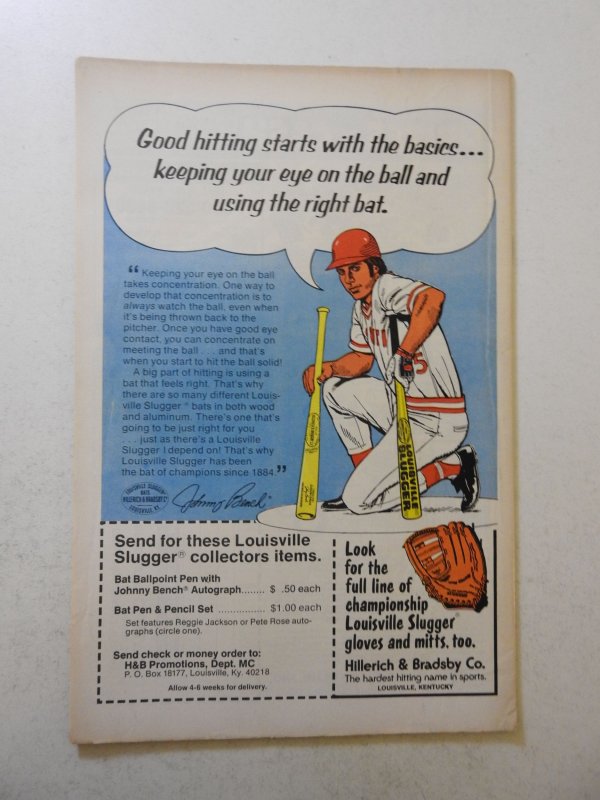 Good hitting starts with the basics...
keeping your eye on the ball and
using the right bat.
“ Keeping your eye on the ball
takes concentration. One way to
develop that concentration is to
always watch the ball, even when
it's being thrown back to the
pitcher. Once you have good eye
contact, you can concentrate on
meeting the ball . . . and that's
when you start to hit the ball solid!
A big part of hitting is using a
bat that feels right. That's why
there are so many different Louis-
ville Slugger ® bats in both wood
and aluminum. There's one that's
going to be just right for you
. . . just as there's a Louisville
Slugger I depend on! That's why
Louisville Slugger has been
the bat of champions since 1884.”
LOUISVILLE SLUGGER
BATS
HILLERICH & BRADSBY Co
LOUISVILLE, KY.
Johnny Bench
5
LOUISVILLE
SLUGGER
Send for these Louisville
Slugger® collectors items.
Bat Ballpoint Pen with
Johnny Bench® Autograph....... $ .50 each
Bat Pen & Pencil Set ................ $1.00 each
Set features Reggie Jackson or Pete Rose auto-
graphs (circle one).
Send check or money order to:
H&B Promotions, Dept. MC
P. O. Box 18177, Louisville, Ky. 40218
Allow 4-6 weeks for delivery.
Look
for the
full line of
championship
Louisville Slugger®
gloves and mitts, too.
Hillerich & Bradsby Co.
The hardest hitting name in sports.
LOUISVILLE, KENTUCKY